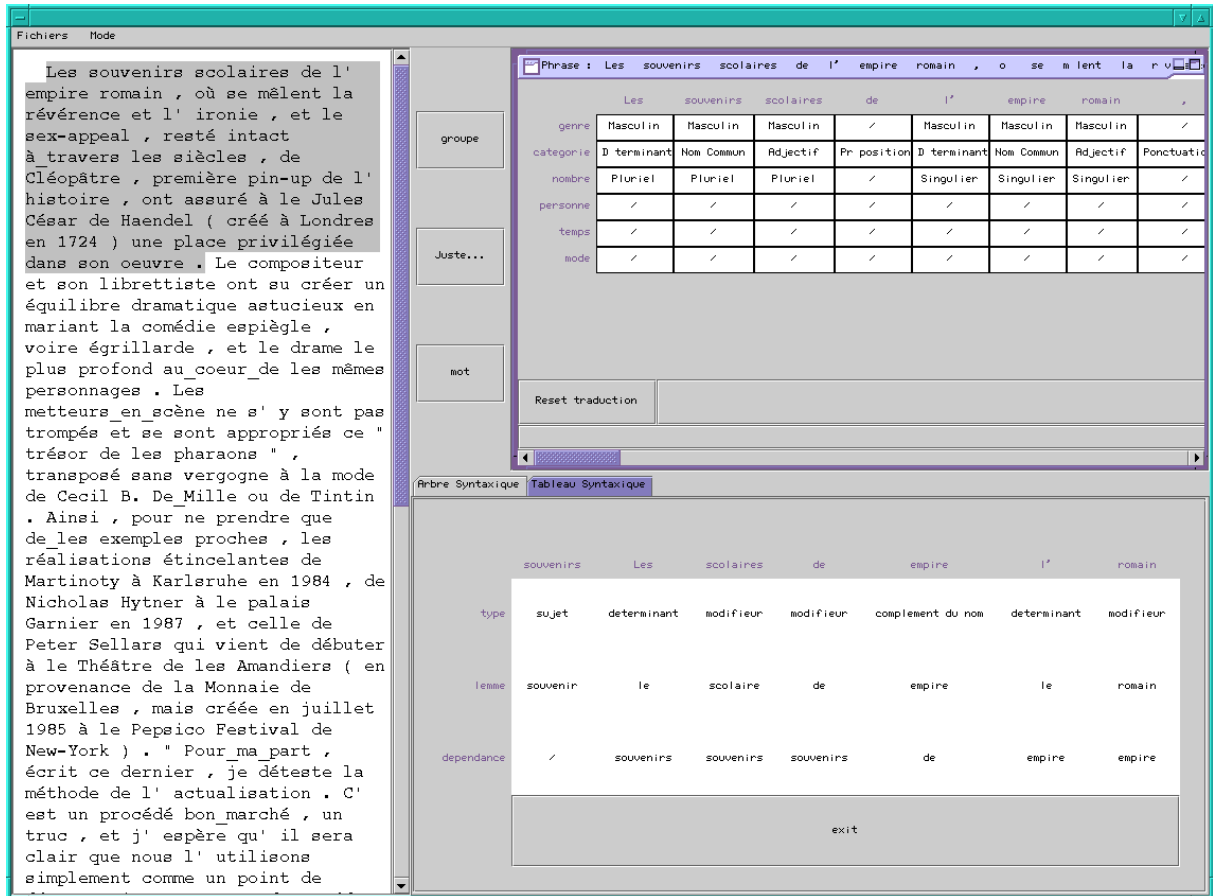 Fichiers Mode
Les souvenirs scolaires de l'
empire romain , où se mêlent la
révérence et l' ironie , et le
sex-appeal , resté intact
à_travers les siècles , de
Cléopâtre , première pin-up de l'
histoire , ont assuré à le Jules
César de Haendel ( créé à Londres
en 1724 ) une place privilégiée
dans son oeuvre . Le compositeur
et son librettiste ont su créer un
équilibre dramatique astucieux en
mariant la comédie espiègle ,
voire égrillarde , et le drame le
plus profond au_coeur_de les mêmes
personnages . Les
metteurs_en_scène ne s' y sont pas
trompés et se sont appropriés ce "
trésor de les pharaons " ,
transposé sans vergogne à la mode
de Cecil B. De_Mille ou de Tintin
. Ainsi , pour ne prendre que
de_les exemples proches , les
réalisations étincelantes de
Martinoty à Karlsruhe en 1984 , de
Nicholas Hytner à le palais
Garnier en 1987 , et celle de
Peter Sellars qui vient de débuter
à le Théâtre de les Amandiers ( en
provenance de la Monnaie de
Bruxelles , mais créée en juillet
1985 à le Pepsico Festival de
New-York ) . " Pour_ma_part ,
écrit ce dernier , je déteste la
méthode de l' actualisation . C'
est un procédé bon_marché , un
truc , et j' espère qu' il sera
clair que nous l' utilisons
simplement comme un point de
groupe
Juste...
mot
Phrase : Les souvenirs scolaires de l' empire romain , o se m lent la r v
Les souvenirs scolaires de l' empire romain ,
genre Masculin Masculin Masculin / Masculin Masculin Masculin /
categorie D terminant Nom Commun Adjectif Pr position D terminant Nom Commun Adjectif Ponctuatio
nombre Pluriel Pluriel Pluriel / Singulier Singulier Singulier /
personne / / / / / / / /
temps / / / / / / / /
mode / / / / / / / /
Reset traduction
Arbre Syntaxique Tableau Syntaxique
souvenirs Les scolaires de empire l' romain
type sujet determinant modifieur modifieur complement du nom determinant modifieur
lemme souvenir le scolaire de empire le romain
dependance / souvenirs souvenirs souvenirs de empire empire
exit